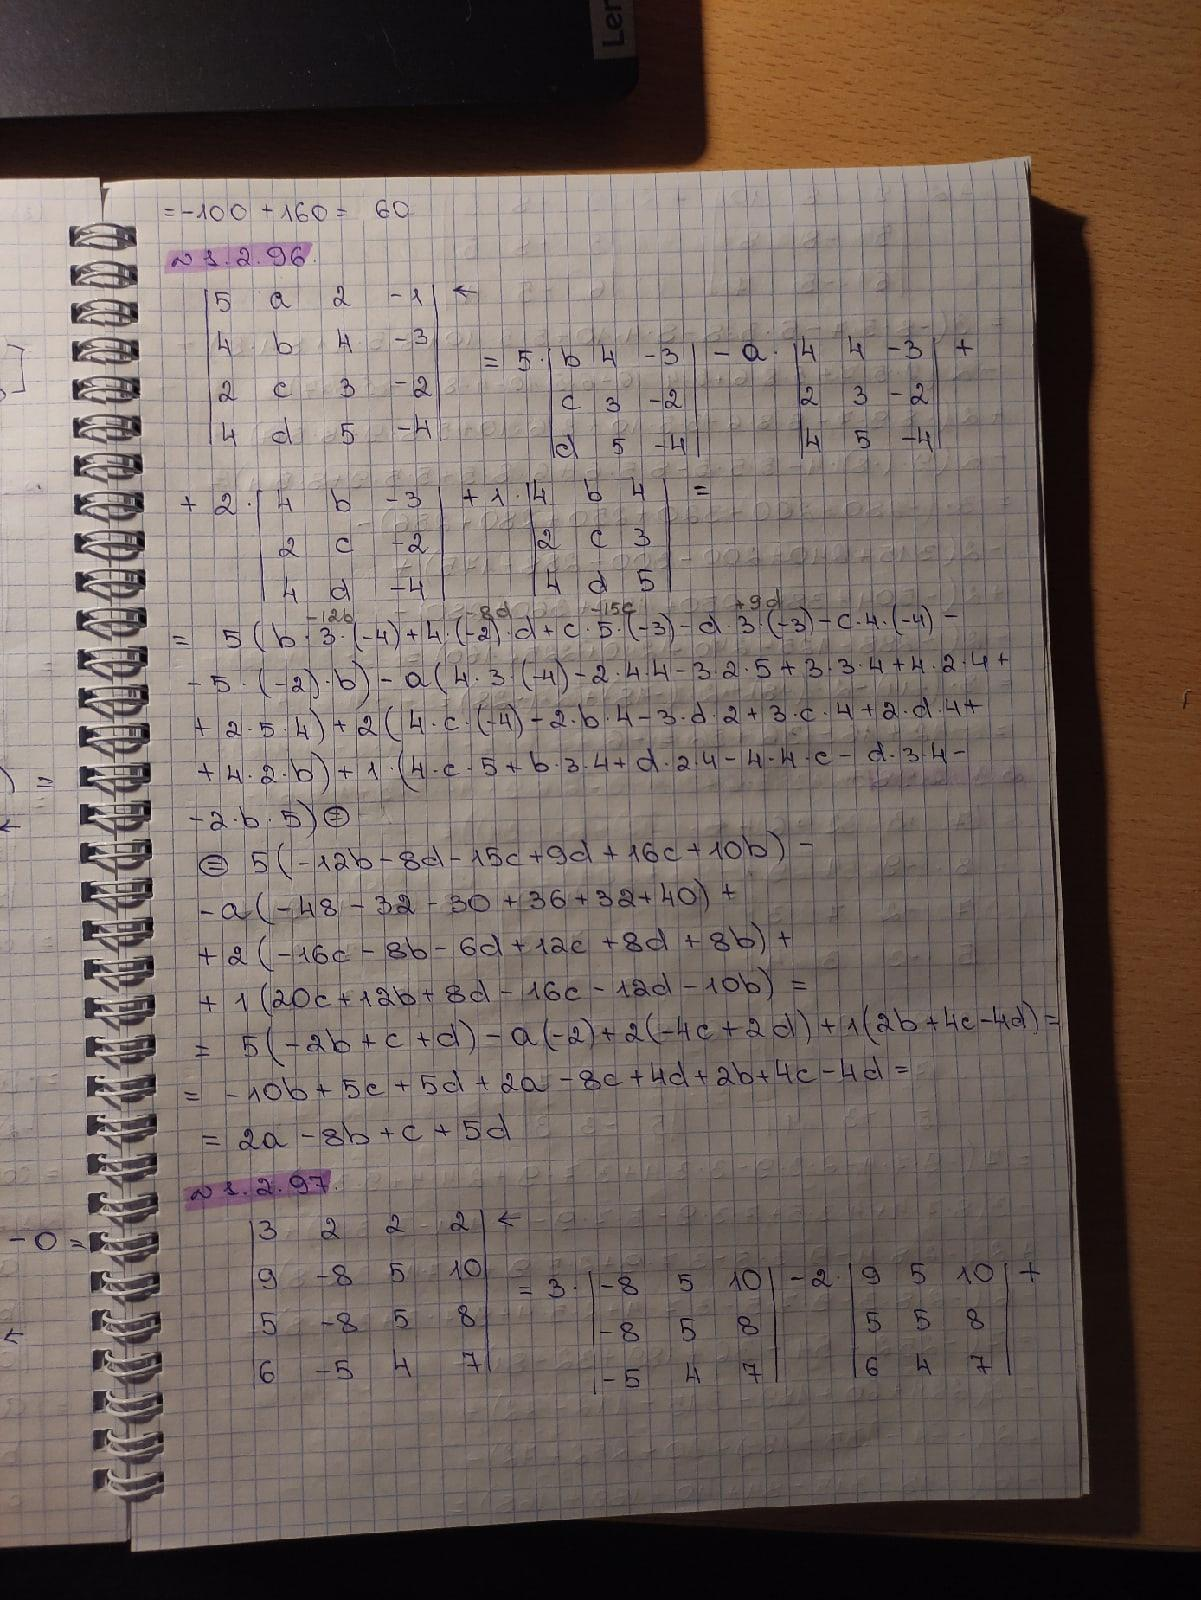 Len
= -100 + 160 = 60
№ 1.2.96.
|5 a 2 -1| ←
|4 b 4 -3| = 5·|b 4 -3| - a·|4 4 -3| +
|2 c 3 -2| |c 3 -2| |2 3 -2|
|4 d 5 -4| |d 5 -4| |4 5 -4|
+ 2·|4 b -3| + 1·|4 b 4| =
|2 c -2| |2 c 3|
|4 d -4| |4 d 5|
-12b -8d -15c +9d
= 5(b·3·(-4)+4·(-2)·d+c·5·(-3)-d·3·(-3)-c·4·(-4)-
-5·(-2)·b)-a(4·3·(-4)-2·4·4-3·2·5+3·3·4+4·2·4+
+2·5·4)+2(4·c·(-4)-2·b·4-3·d·2+3·c·4+2·d·4+
+4·2·b)+1·(4·c·5+b·3·4+d·2·4-4·4·c-d·3·4-
-2·b·5)⊜
⊜ 5(-12b-8d-15c+9d+16c+10b)-
-a(-48-32-30+36+32+40)+
+2(-16c-8b-6d+12c+8d+8b)+
+1(20c+12b+8d-16c-12d-10b)=
= 5(-2b+c+d)-a(-2)+2(-4c+2d)+1(2b+4c-4d)=
= -10b+5c+5d+2a-8c+4d+2b+4c-4d=
= 2a-8b+c+5d
№ 1.2.97.
|3 2 2 2| ←
|9 -8 5 10| = 3·|-8 5 10| -2·|9 5 10| +
|5 -8 5 8| |-8 5 8| |5 5 8|
|6 -5 4 7| |-5 4 7| |6 4 7|
) =
←
-0 =
←